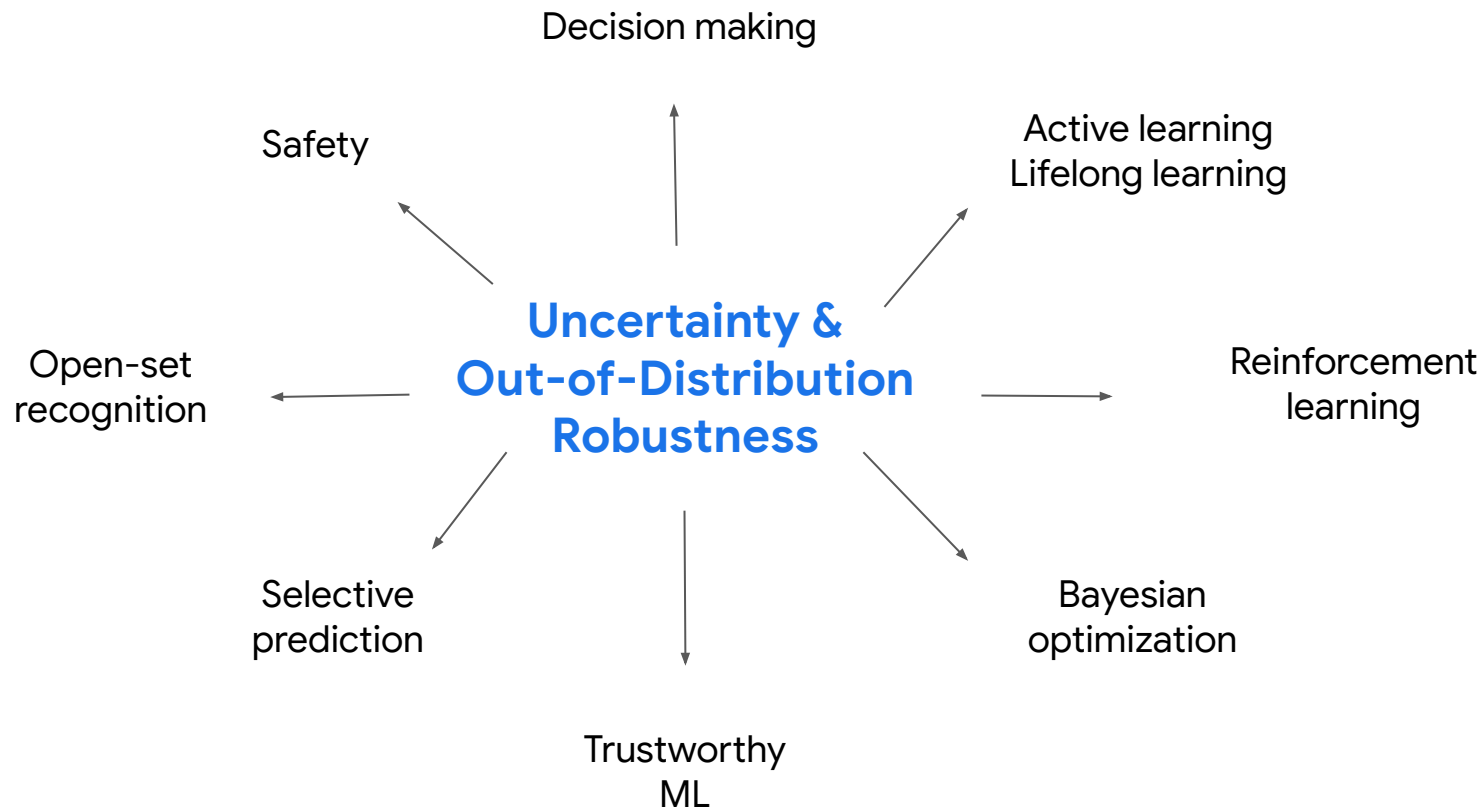 Decision making
Safety
Active learning
Lifelong learning
Uncertainty &
Out-of-Distribution
Robustness
Open-set
recognition
Reinforcement
learning
Selective
prediction
Bayesian
optimization
Trustworthy
ML